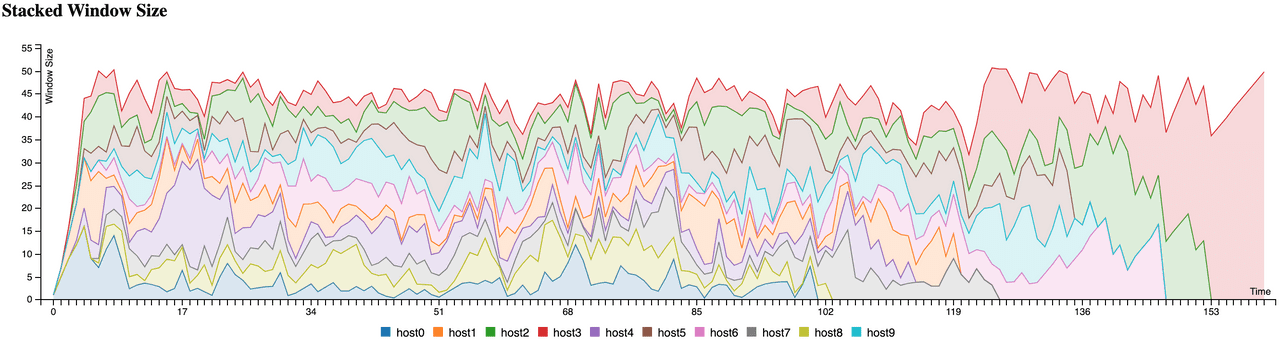 Stacked Window Size
Window Size
55
50
45
40
35
30
25
20
15
10
5
0
0 17 34 51 68 85 102 119 136 153
Time
host0 host1 host2 host3 host4 host5 host6 host7 host8 host9